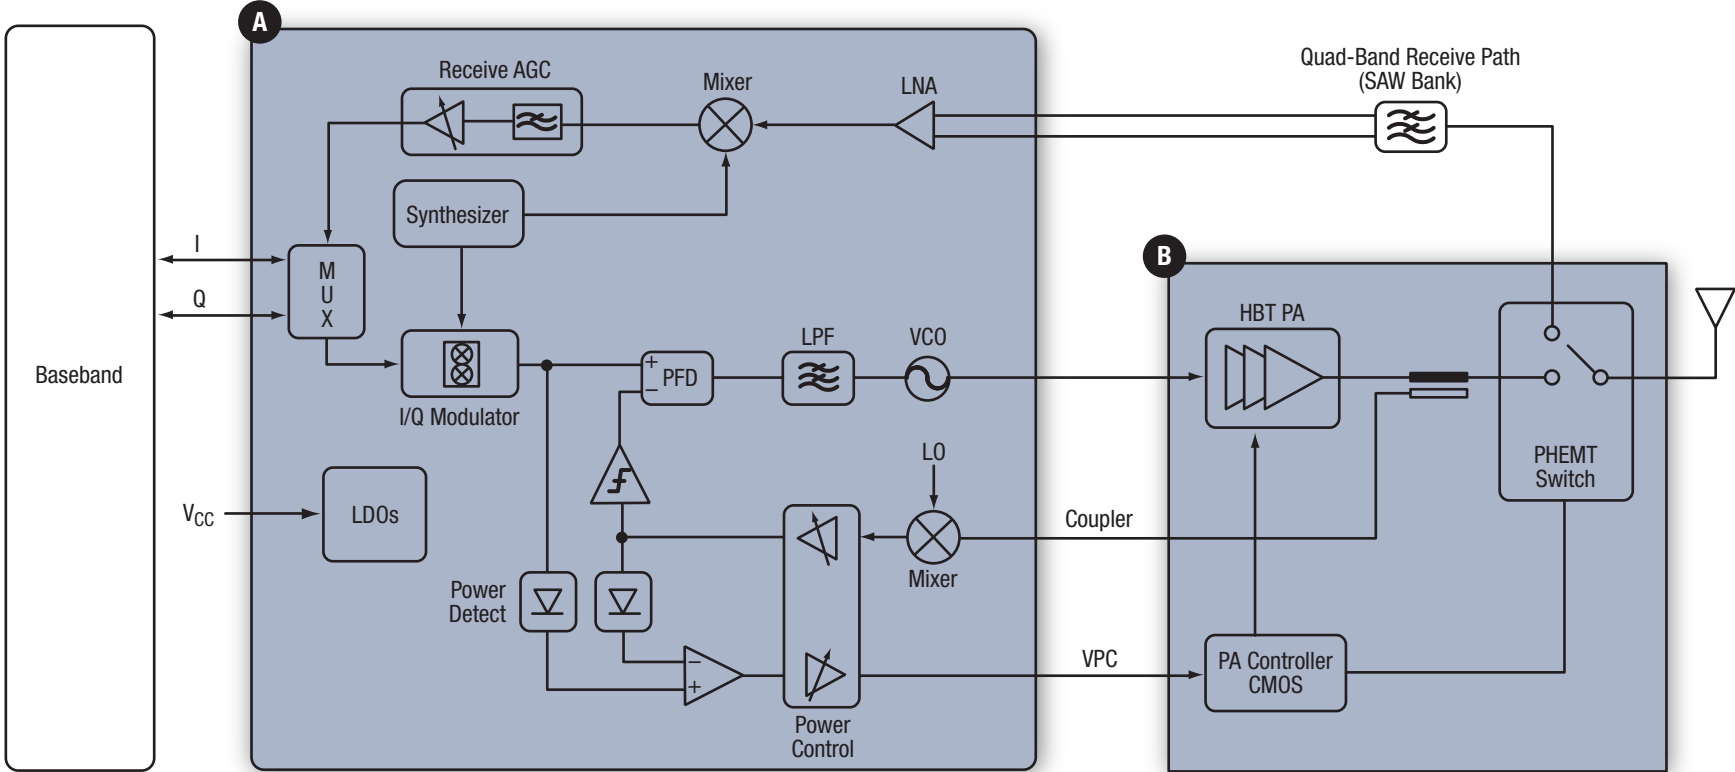 A
Receive AGC
Mixer
LNA
Quad-Band Receive Path
(SAW Bank)
Synthesizer
I
Q
M
U
X
B
Baseband
I/Q Modulator
+
−
PFD
LPF
VCO
HBT PA
PHEMT
Switch
LO
VCC
LDOs
Coupler
Mixer
Power
Detect
−
+
VPC
PA Controller
CMOS
Power
Control